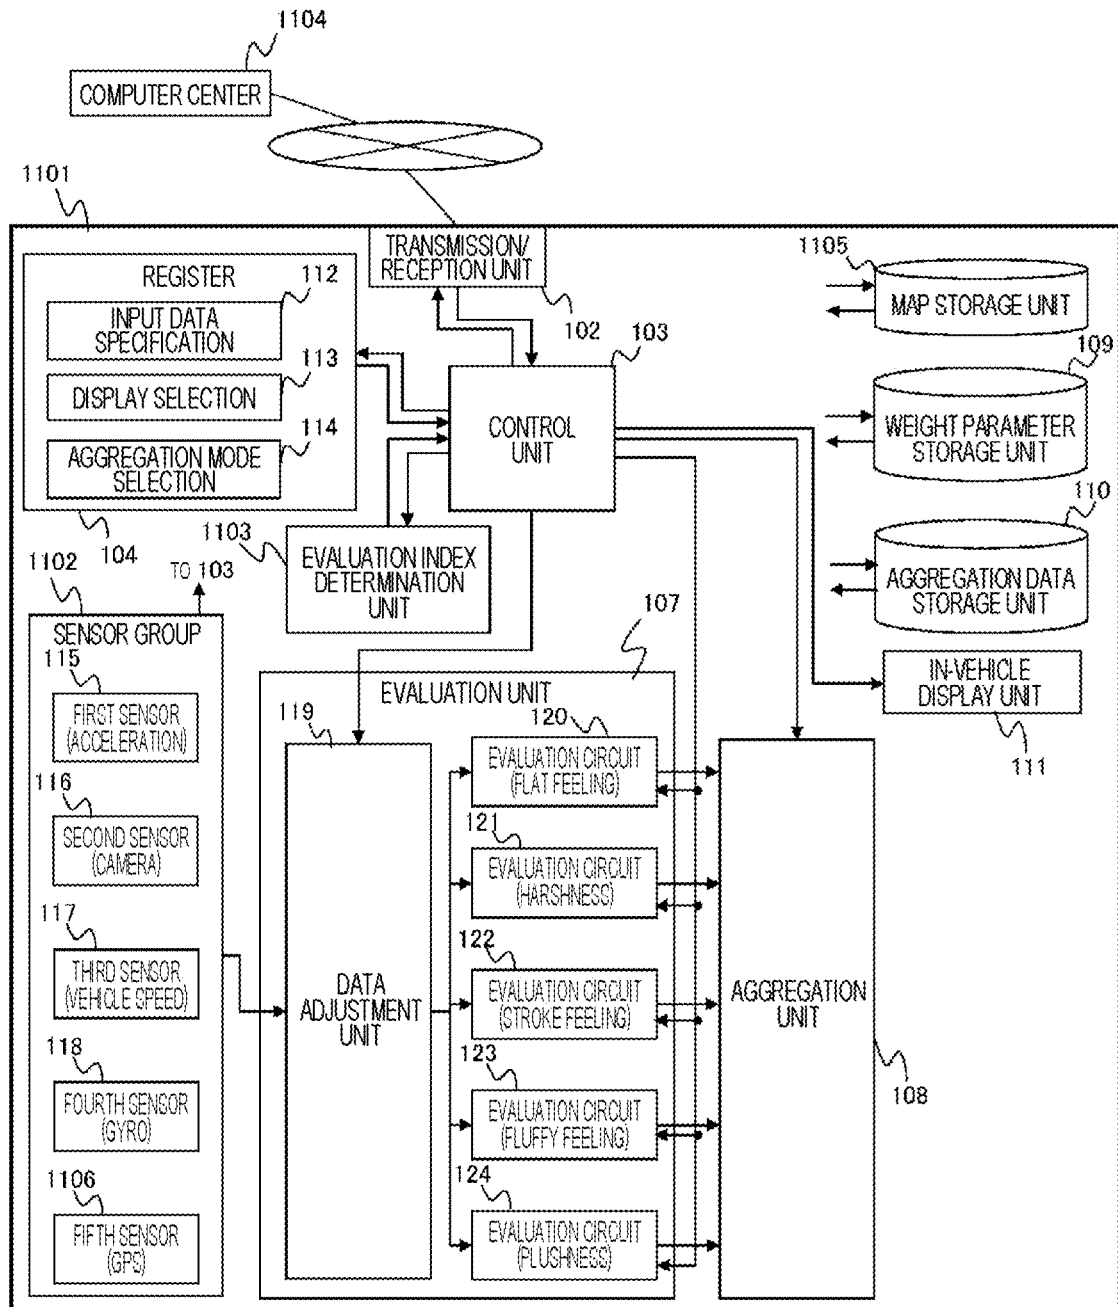 1104
COMPUTER CENTER
1101
TRANSMISSION/
RECEPTION UNIT
102
REGISTER
112
INPUT DATA
SPECIFICATION
113
DISPLAY SELECTION
114
AGGREGATION MODE
SELECTION
104
103
CONTROL
UNIT
1105
MAP STORAGE UNIT
109
WEIGHT PARAMETER
STORAGE UNIT
110
AGGREGATION DATA
STORAGE UNIT
IN-VEHICLE
DISPLAY UNIT
111
1103
EVALUATION INDEX
DETERMINATION
UNIT
1102
TO 103
SENSOR GROUP
115
FIRST SENSOR
(ACCELERATION)
116
SECOND SENSOR
(CAMERA)
117
THIRD SENSOR
(VEHICLE SPEED)
118
FOURTH SENSOR
(GYRO)
1106
FIFTH SENSOR
(GPS)
107
EVALUATION UNIT
119
DATA
ADJUSTMENT
UNIT
120
EVALUATION CIRCUIT
(FLAT FEELING)
121
EVALUATION CIRCUIT
(HARSHNESS)
122
EVALUATION CIRCUIT
(STROKE FEELING)
123
EVALUATION CIRCUIT
(FLUFFY FEELING)
124
EVALUATION CIRCUIT
(PLUSHNESS)
AGGREGATION
UNIT
108